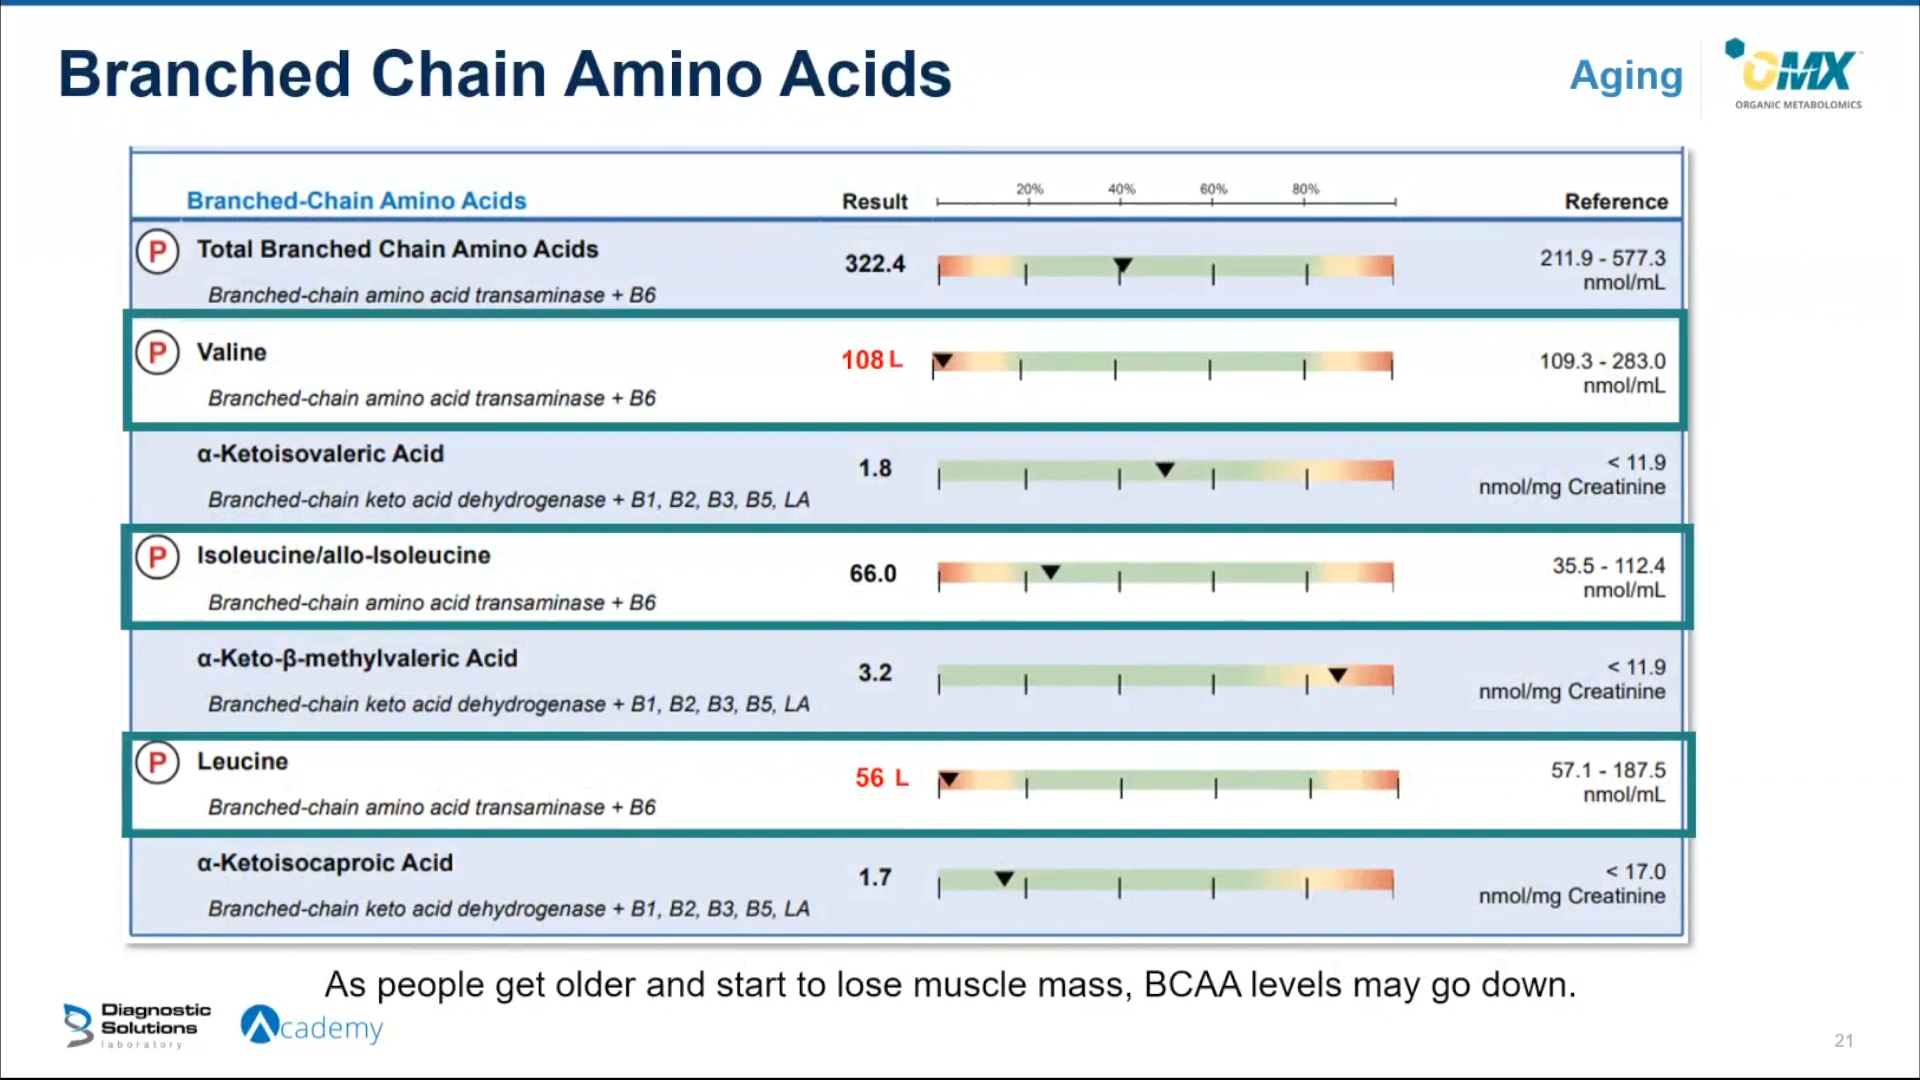 Branched Chain Amino Acids
Aging
OMX
ORGANIC METABOLOMICS
Branched-Chain Amino Acids Result 20% 40% 60% 80% Reference
P Total Branched Chain Amino Acids 322.4 211.9 - 577.3 nmol/mL
Branched-chain amino acid transaminase + B6
P Valine 108 L 109.3 - 283.0 nmol/mL
Branched-chain amino acid transaminase + B6
α-Ketoisovaleric Acid 1.8 < 11.9 nmol/mg Creatinine
Branched-chain keto acid dehydrogenase + B1, B2, B3, B5, LA
P Isoleucine/allo-Isoleucine 66.0 35.5 - 112.4 nmol/mL
Branched-chain amino acid transaminase + B6
α-Keto-β-methylvaleric Acid 3.2 < 11.9 nmol/mg Creatinine
Branched-chain keto acid dehydrogenase + B1, B2, B3, B5, LA
P Leucine 56 L 57.1 - 187.5 nmol/mL
Branched-chain amino acid transaminase + B6
α-Ketoisocaproic Acid 1.7 < 17.0 nmol/mg Creatinine
Branched-chain keto acid dehydrogenase + B1, B2, B3, B5, LA
As people get older and start to lose muscle mass, BCAA levels may go down.
Diagnostic
Solutions
laboratory
Academy
21